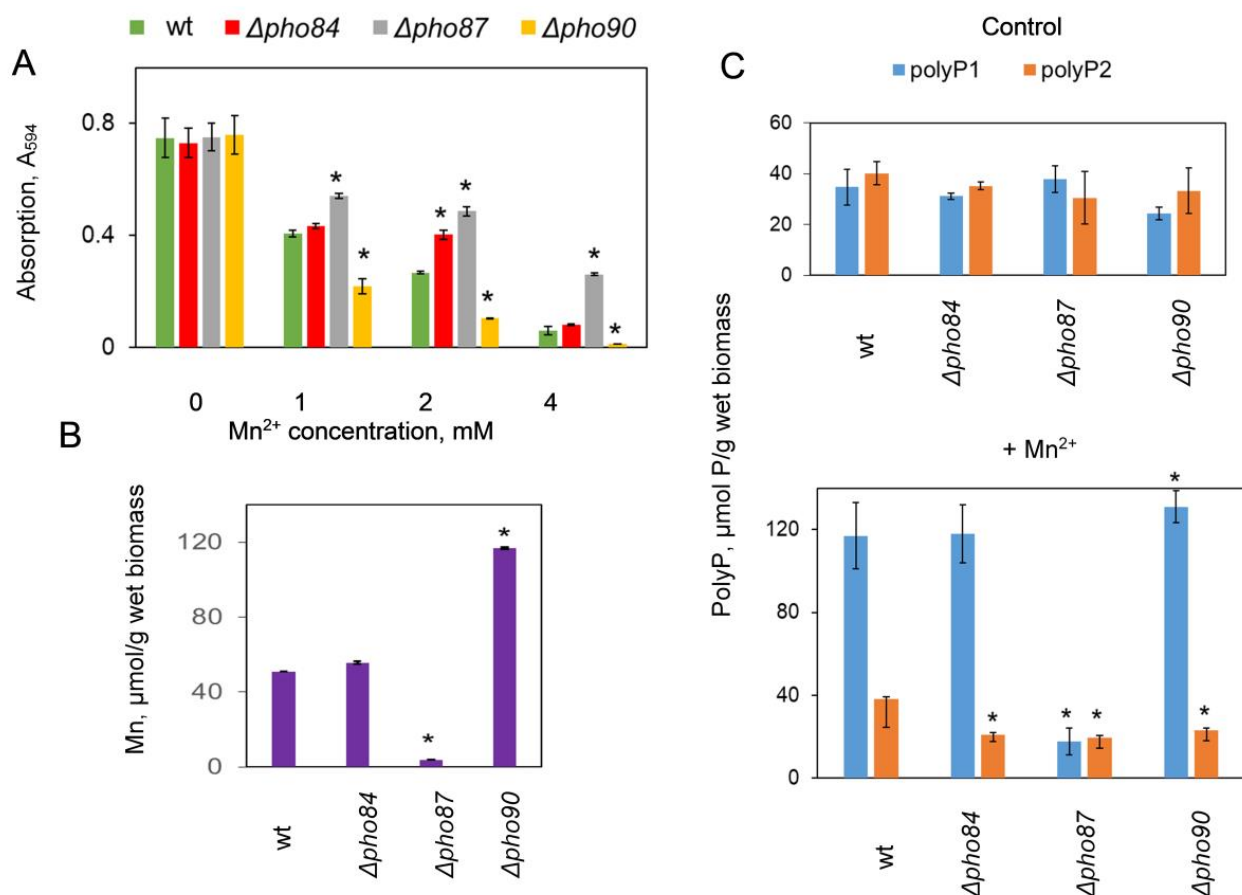 wt Δpho84 Δpho87 Δpho90
A
Absorption, A594
0.8
0.4
0
* * * * * * *
0 1 2 4
Mn2+ concentration, mM
B
Mn, µmol/g wet biomass
120
80
40
0
* *
wt Δpho84 Δpho87 Δpho90
C
Control
polyP1 polyP2
60
40
20
0
wt Δpho84 Δpho87 Δpho90
PolyP, µmol P/g wet biomass
+ Mn2+
120
80
40
0
* * * * *
wt Δpho84 Δpho87 Δpho90